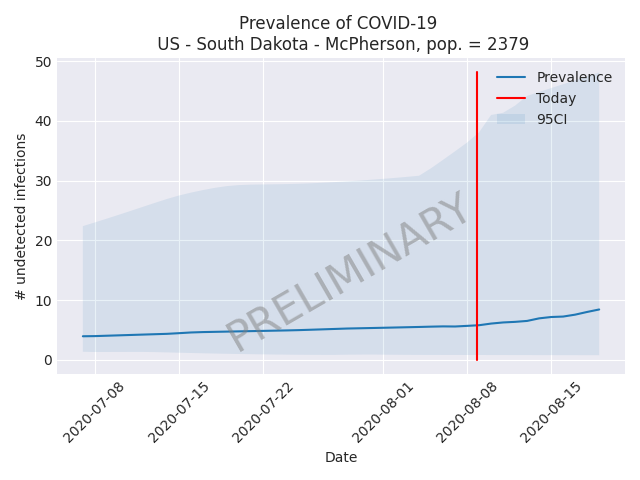 Prevalence of COVID-19
US - South Dakota - McPherson, pop. = 2379
50
40
30
20
10
0
# undetected infections
Prevalence
Today
95CI
PRELIMINARY
2020-07-08
2020-07-15
2020-07-22
2020-08-01
2020-08-08
2020-08-15
Date